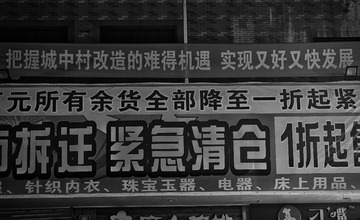 把握城中村改造的难得机遇 实现又好又快发展
元所有余货全部降至一折起紧
拆迁 紧急清仓 1折起
、针织内衣、珠宝玉器、电器、床上用品、